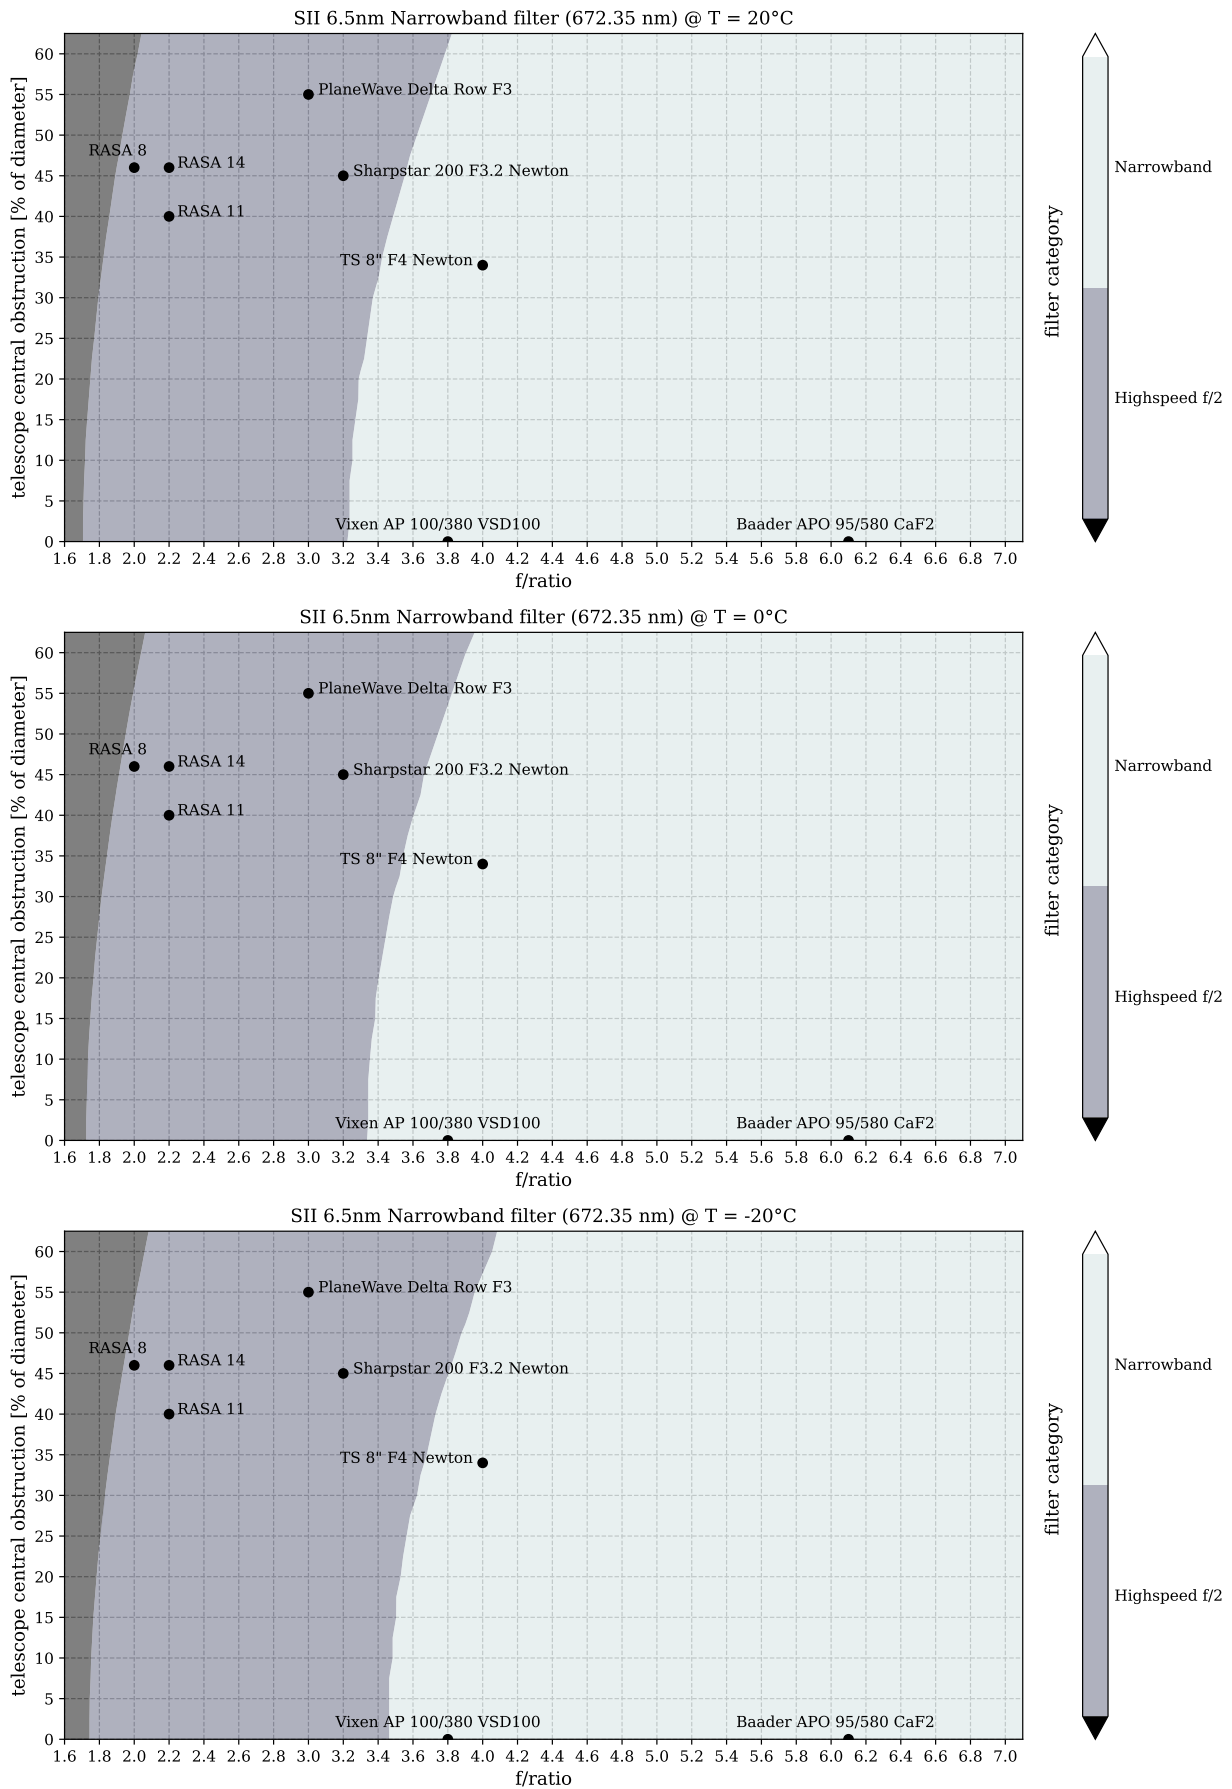 SII 6.5nm Narrowband filter (672.35 nm) @ T = 20°C
telescope central obstruction [% of diameter]
60
55
50
45
40
35
30
25
20
15
10
5
0
PlaneWave Delta Row F3
RASA 8
RASA 14
Sharpstar 200 F3.2 Newton
RASA 11
TS 8" F4 Newton
Vixen AP 100/380 VSD100
Baader APO 95/580 CaF2
1.6 1.8 2.0 2.2 2.4 2.6 2.8 3.0 3.2 3.4 3.6 3.8 4.0 4.2 4.4 4.6 4.8 5.0 5.2 5.4 5.6 5.8 6.0 6.2 6.4 6.6 6.8 7.0
f/ratio
filter category
Narrowband
Highspeed f/2
SII 6.5nm Narrowband filter (672.35 nm) @ T = 0°C
telescope central obstruction [% of diameter]
60
55
50
45
40
35
30
25
20
15
10
5
0
PlaneWave Delta Row F3
RASA 8
RASA 14
Sharpstar 200 F3.2 Newton
RASA 11
TS 8" F4 Newton
Vixen AP 100/380 VSD100
Baader APO 95/580 CaF2
1.6 1.8 2.0 2.2 2.4 2.6 2.8 3.0 3.2 3.4 3.6 3.8 4.0 4.2 4.4 4.6 4.8 5.0 5.2 5.4 5.6 5.8 6.0 6.2 6.4 6.6 6.8 7.0
f/ratio
filter category
Narrowband
Highspeed f/2
SII 6.5nm Narrowband filter (672.35 nm) @ T = -20°C
telescope central obstruction [% of diameter]
60
55
50
45
40
35
30
25
20
15
10
5
0
PlaneWave Delta Row F3
RASA 8
RASA 14
Sharpstar 200 F3.2 Newton
RASA 11
TS 8" F4 Newton
Vixen AP 100/380 VSD100
Baader APO 95/580 CaF2
1.6 1.8 2.0 2.2 2.4 2.6 2.8 3.0 3.2 3.4 3.6 3.8 4.0 4.2 4.4 4.6 4.8 5.0 5.2 5.4 5.6 5.8 6.0 6.2 6.4 6.6 6.8 7.0
f/ratio
filter category
Narrowband
Highspeed f/2